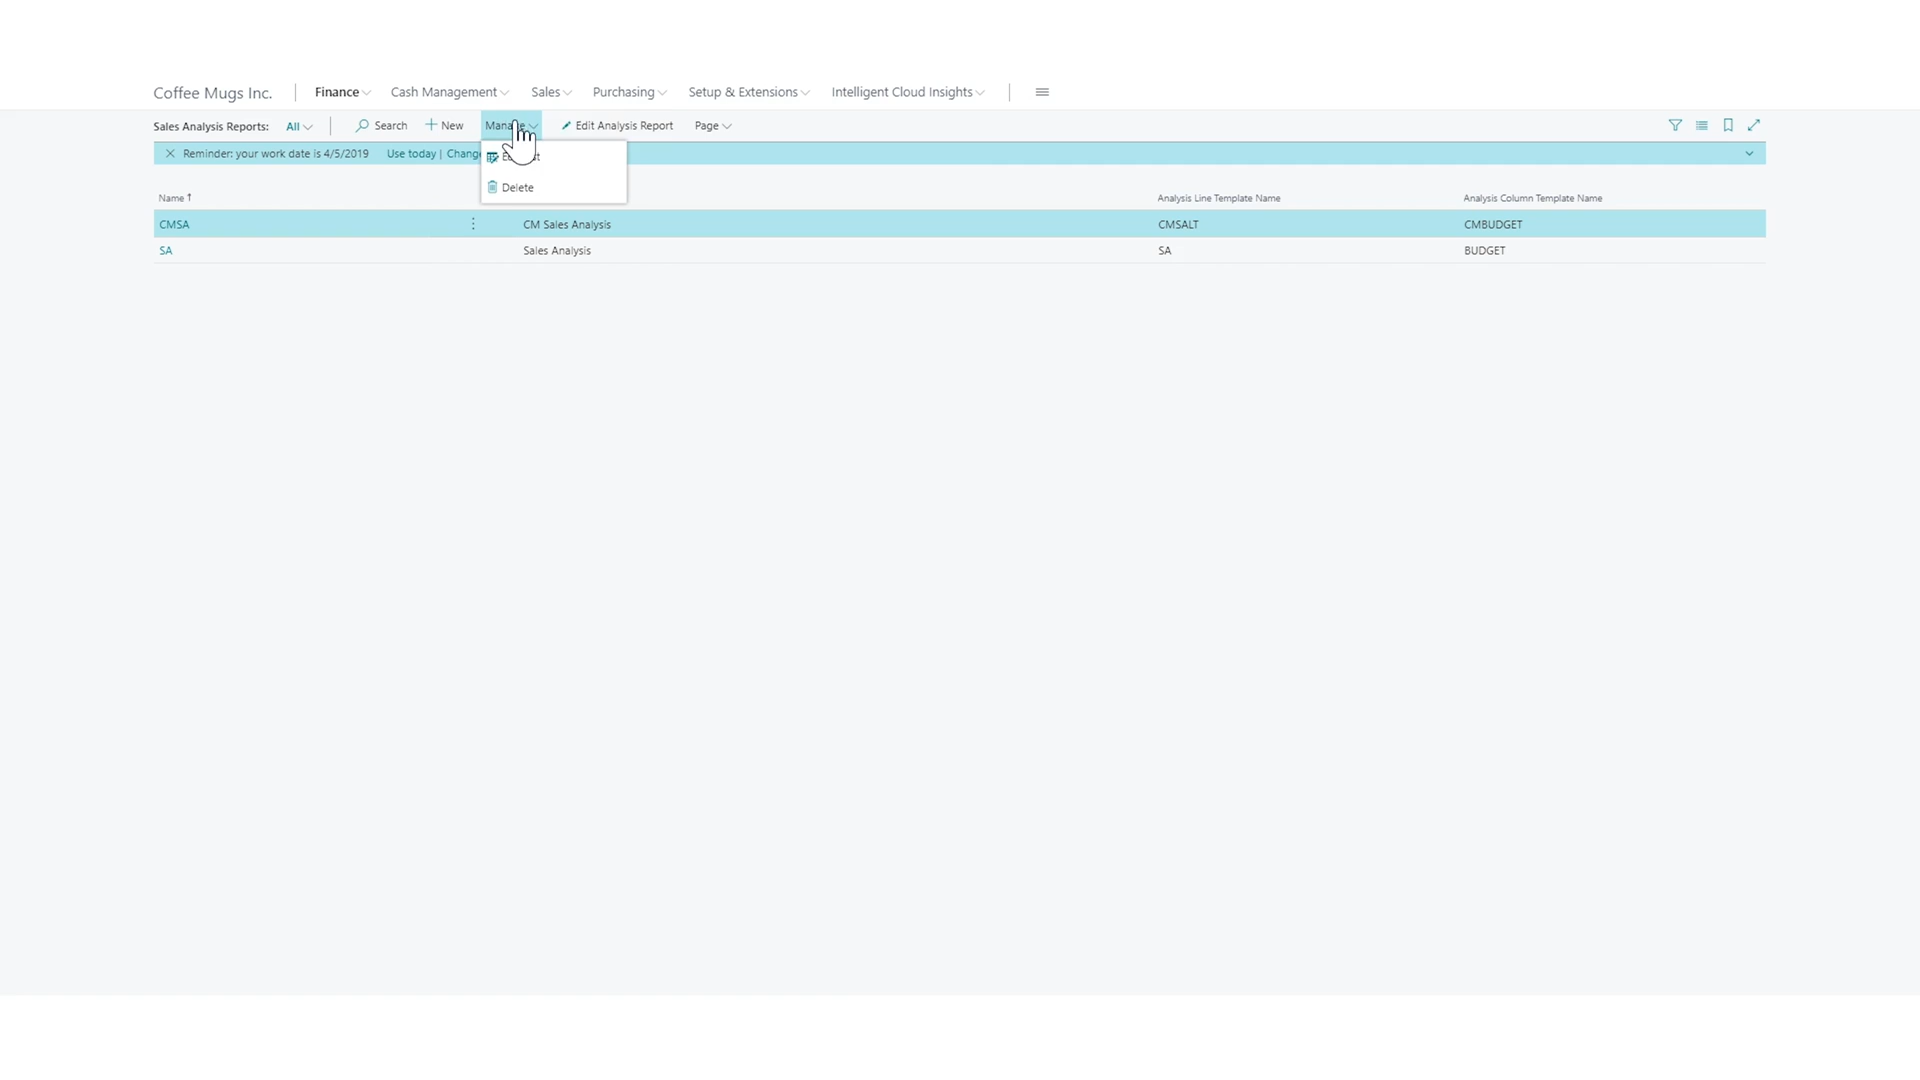 Coffee Mugs Inc. Finance Cash Management Sales Purchasing Setup & Extensions Intelligent Cloud Insights
Sales Analysis Reports: All Search New Edit Analysis Report Page
Reminder: your work date is 4/5/2019 Use today | Change
Delete
Name ↑ Analysis Line Template Name Analysis Column Template Name
CMSA CM Sales Analysis CMSALT CMBUDGET
SA Sales Analysis SA BUDGET